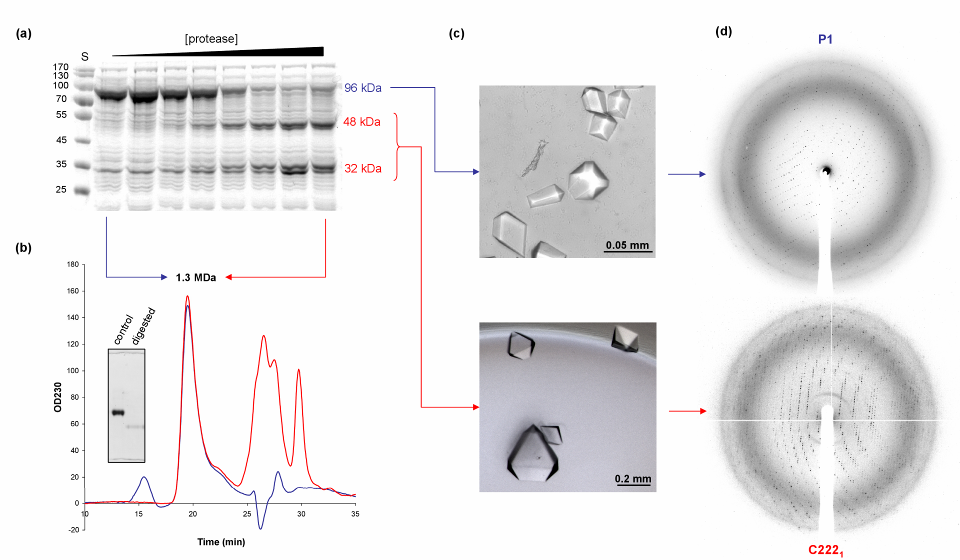 (a)
[protease]
S
170
130
100
70
55
45
35
25
96 kDa
48 kDa
32 kDa
(b)
1.3 MDa
control
digested
OD230
180
160
140
120
100
80
60
40
20
0
-20
10
15
20
25
30
35
Time (min)
(c)
0.05 mm
0.2 mm
(d)
P1
C222₁